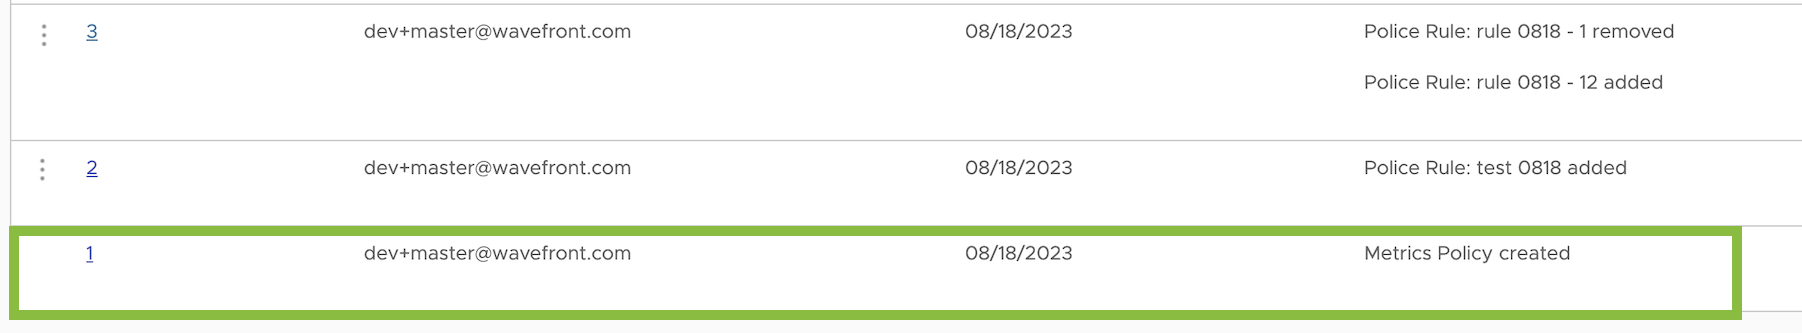 3 dev+master@wavefront.com 08/18/2023 Police Rule: rule 0818 - 1 removed
Police Rule: rule 0818 - 12 added
2 dev+master@wavefront.com 08/18/2023 Police Rule: test 0818 added
1 dev+master@wavefront.com 08/18/2023 Metrics Policy created